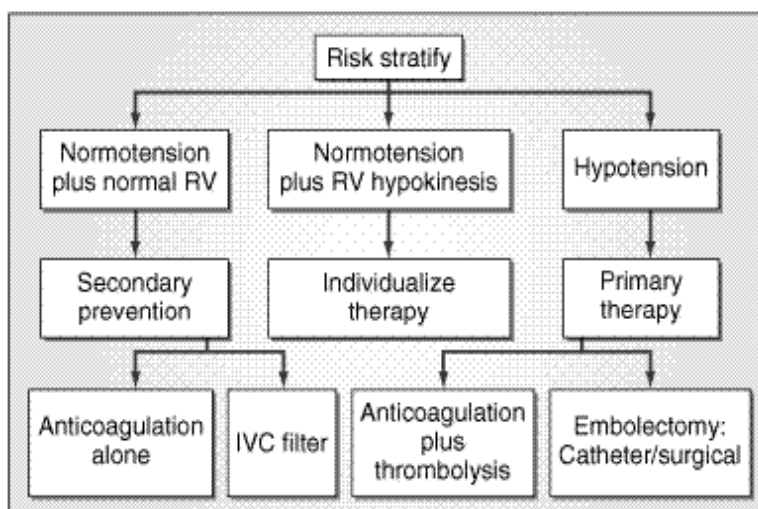 Risk stratify
Normotension
plus normal RV
Normotension
plus RV hypokinesis
Hypotension
Secondary
prevention
Individualize
therapy
Primary
therapy
Anticoagulation
alone
IVC filter
Anticoagulation
plus
thrombolysis
Embolectomy:
Catheter/surgical